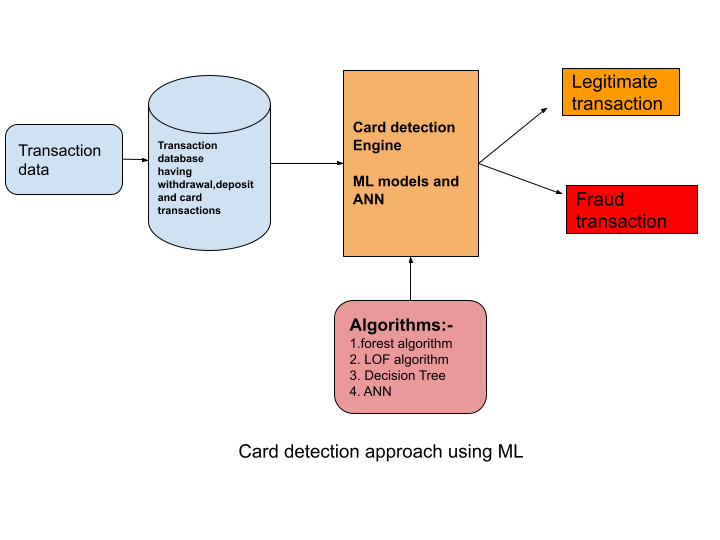 Transaction
data
Transaction
database
having
withdrawal,deposit
and card
transactions
Card detection
Engine
ML models and
ANN
Legitimate
transaction
Fraud
transaction
Algorithms:-
1.forest algorithm
2. LOF algorithm
3. Decision Tree
4. ANN
Card detection approach using ML